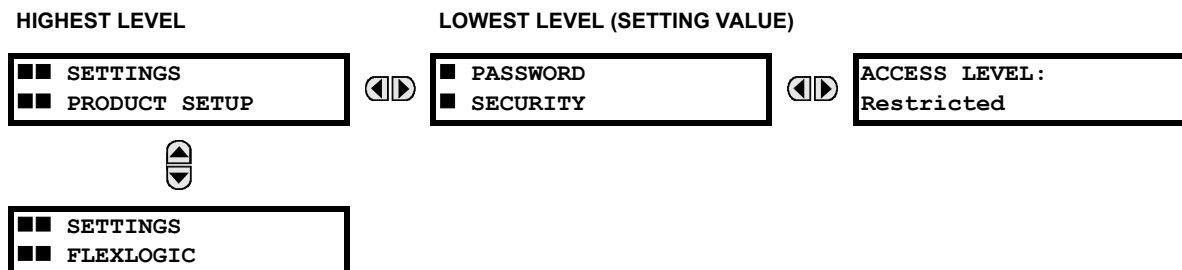 HIGHEST LEVEL
LOWEST LEVEL (SETTING VALUE)
■■ SETTINGS
■■ PRODUCT SETUP
■ PASSWORD
■ SECURITY
ACCESS LEVEL:
Restricted
■■ SETTINGS
■■ FLEXLOGIC